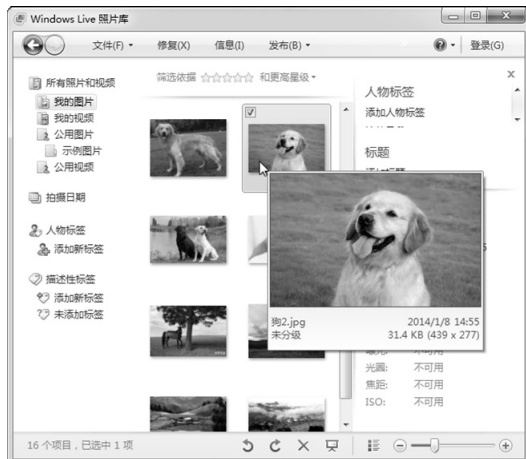 Windows Live 照片库
文件(F) 修复(X) 信息(I) 发布(B) 登录(G)
所有照片和视频
我的图片
我的视频
公用图片
示例图片
公用视频
拍摄日期
人物标签
添加新标签
描述性标签
添加新标签
未添加标签
筛选依据 和更高星级
人物标签
添加人物标签
标题
狗2.jpg 2014/1/8 14:55
未分级 31.4 KB (439 x 277)
光圈: 不可用
焦距: 不可用
ISO: 不可用
16 个项目，已选中 1 项